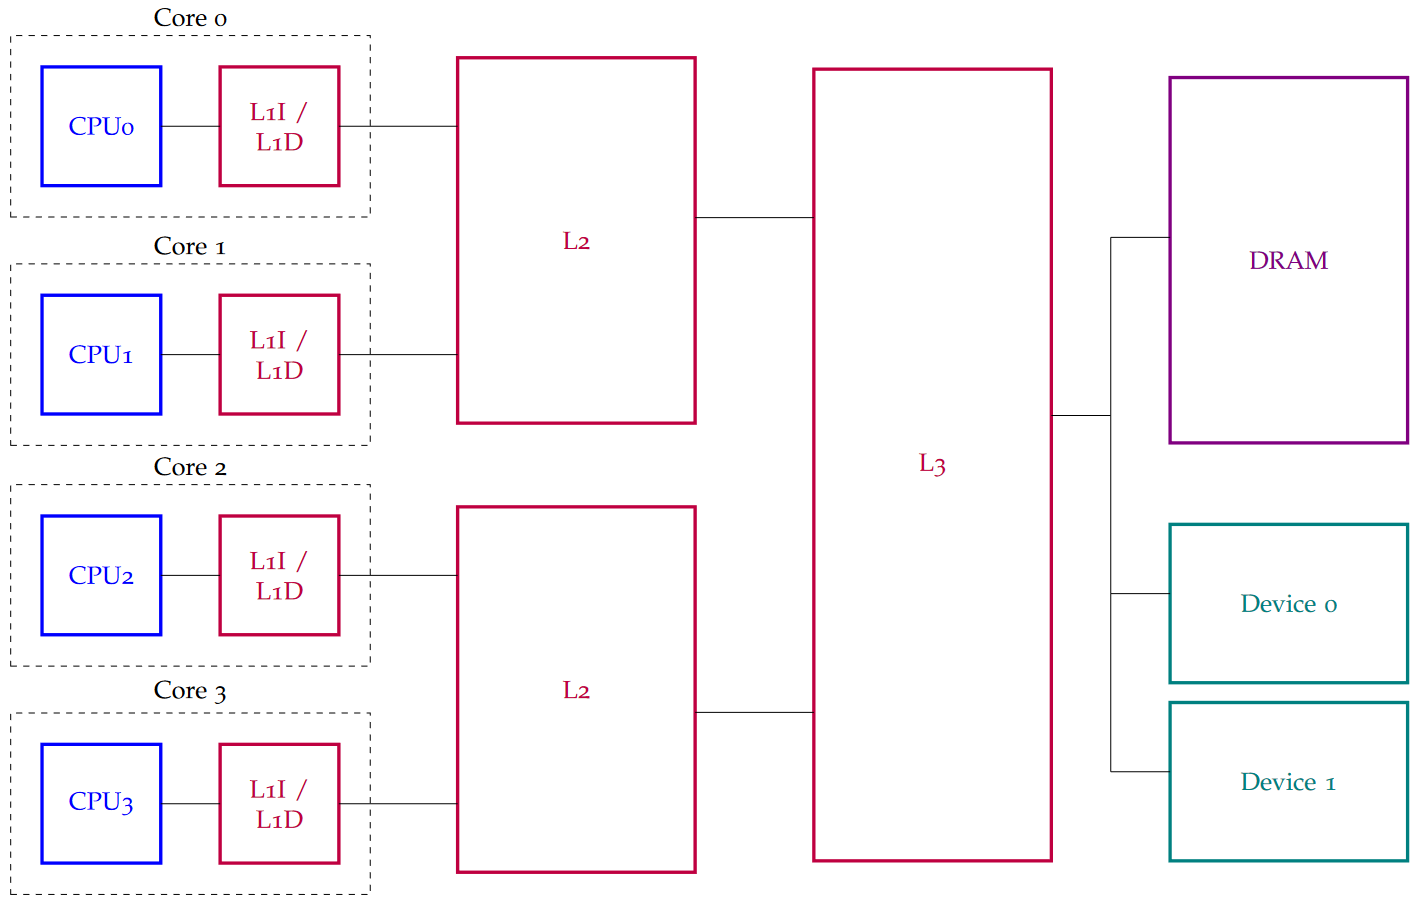 Core 0
CPU0
L1I /
L1D
Core 1
CPU1
L1I /
L1D
L2
Core 2
CPU2
L1I /
L1D
Core 3
CPU3
L1I /
L1D
L2
L3
DRAM
Device 0
Device 1